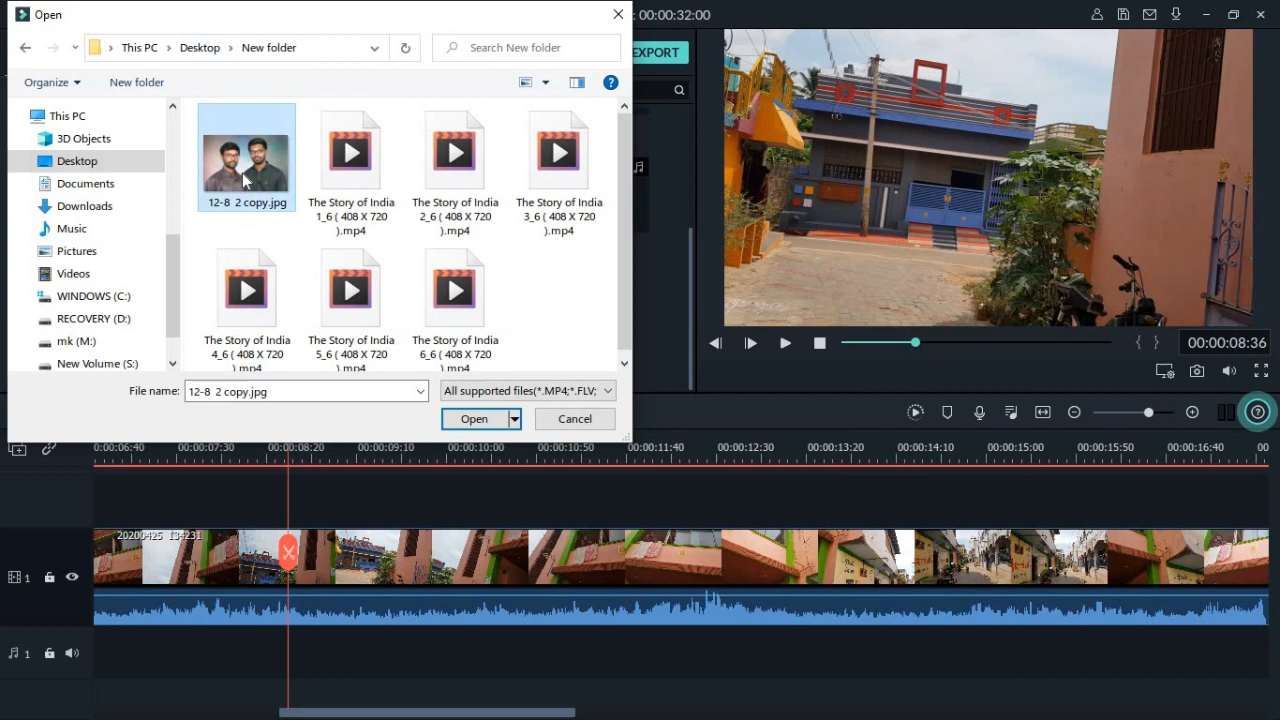 Open
: 00:00:32:00
This PC
Desktop
New folder
Search New folder
EXPORT
Organize
New folder
This PC
3D Objects
Desktop
Documents
Downloads
Music
Pictures
Videos
WINDOWS (C:)
RECOVERY (D:)
mk (M:)
New Volume (S:)
12-8 2 copy.jpg
The Story of India
1_6 ( 408 X 720
).mp4
The Story of India
2_6 ( 408 X 720
).mp4
The Story of India
3_6 ( 408 X 720
).mp4
The Story of India
4_6 ( 408 X 720
).mp4
The Story of India
5_6 ( 408 X 720
).mp4
The Story of India
6_6 ( 408 X 720
).mp4
File name:
12-8 2 copy.jpg
All supported files(*.MP4;*.FLV;
Open
Cancel
00:00:08:36
0:00:06:40
00:00:07:30
00:00:08:20
00:00:09:10
00:00:10:00
00:00:10:50
00:00:11:40
00:00:12:30
00:00:13:20
00:00:14:10
00:00:15:00
00:00:15:50
00:00:16:40
00
20200425_134231
1
1